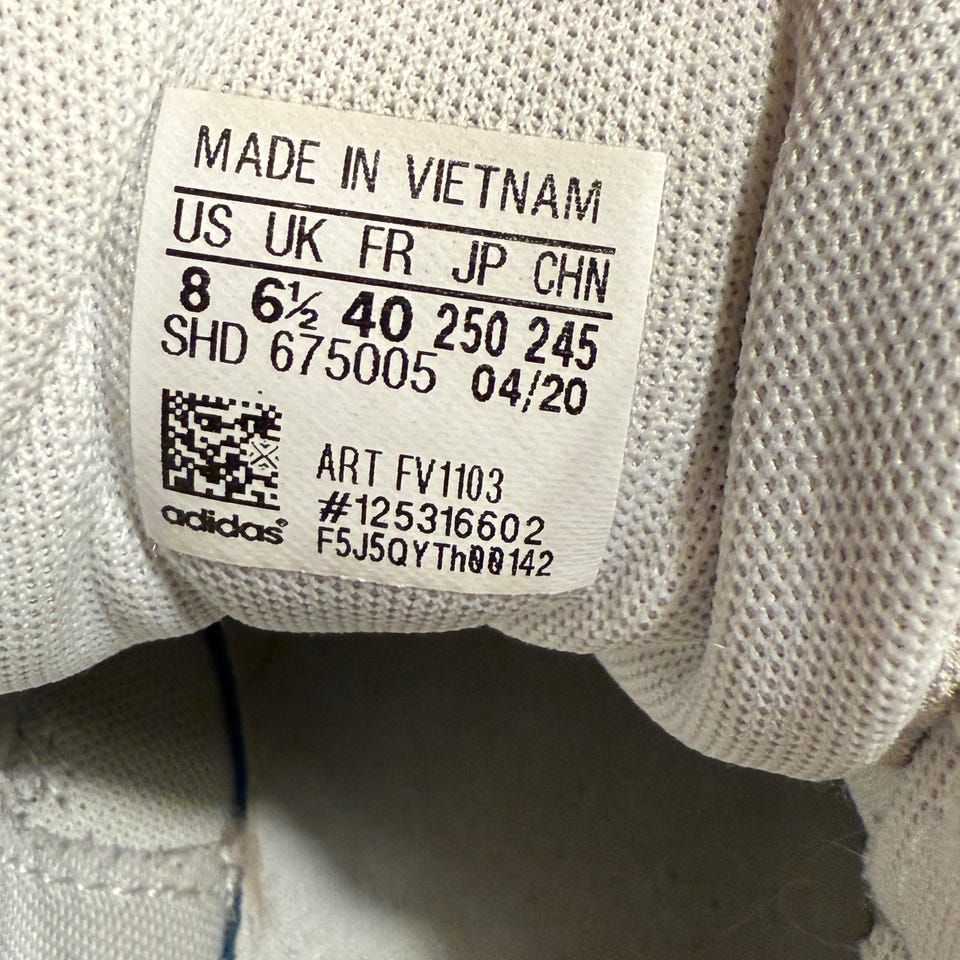 MADE IN VIETNAM
US UK FR JP CHN
8 6½ 40 250 245
SHD 675005 04/20
ART FV1103
#125316602
F5J5QYTh00142
adidas®